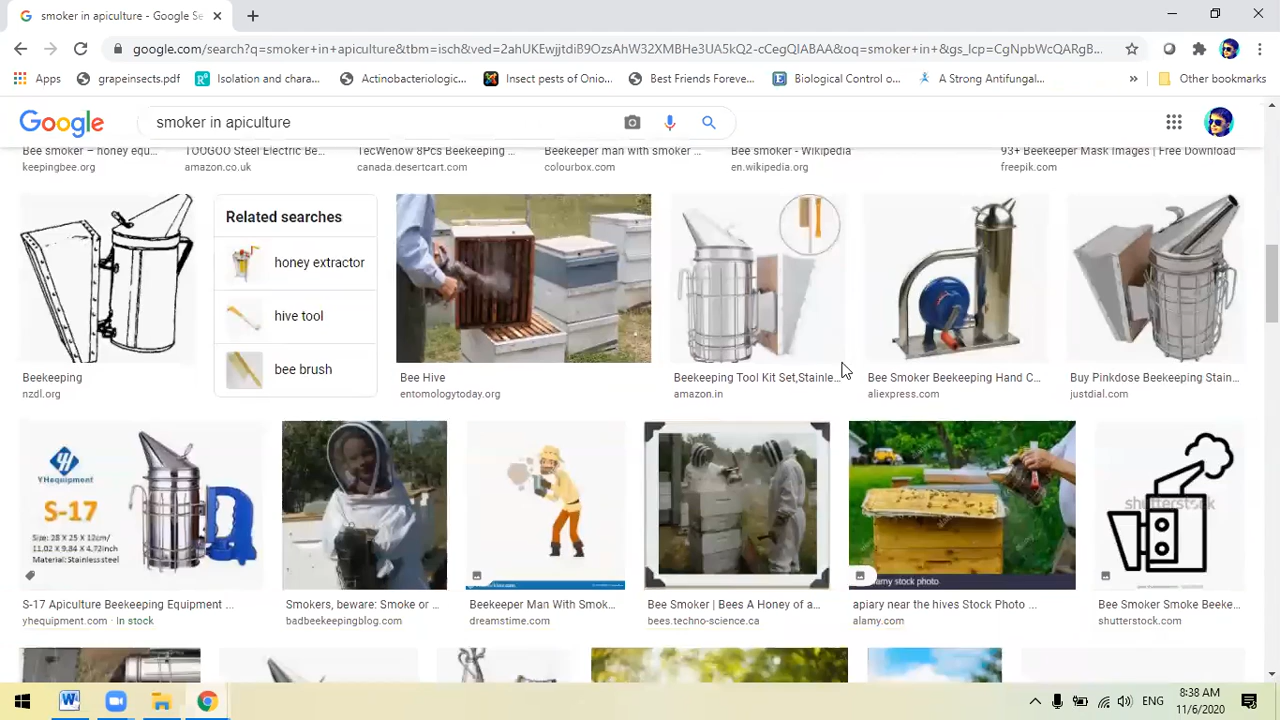 smoker in apiculture - Google Se
google.com/search?q=smoker+in+apiculture&tbm=isch&ved=2ahUKEwjjtdiB9OzsAhW32XMBHe3UA5kQ2-cCegQIABAA&oq=smoker+in+&gs_lcp=CgNpbWcQARgB...
Apps grapeinsects.pdf Isolation and chara... Actinobacteriologic... Insect pests of Onio... Best Friends Foreve... Biological Control o... A Strong Antifungal... » Other bookmarks
Google smoker in apiculture
Bee smoker – honey equ... TOOGOO Steel Electric Be... TecWenow 8Pcs Beekeeping ... Beekeeper man with smoker ... Bee smoker - Wikipedia 93+ Beekeeper Mask Images | Free Download
keepingbee.org amazon.co.uk canada.desertcart.com colourbox.com en.wikipedia.org freepik.com
Related searches
honey extractor
hive tool
bee brush
Beekeeping Bee Hive Beekeeping Tool Kit Set,Stainle... Bee Smoker Beekeeping Hand C... Buy Pinkdose Beekeeping Stain...
nzdl.org entomologytoday.org amazon.in aliexpress.com justdial.com
YHequipment
S-17
Size: 28 X 25 X 12cm/
11.02 X 9.84 X 4.72inch
Material: Stainless steel
shutterstock
alamy stock photo
S-17 Apiculture Beekeeping Equipment ... Smokers, beware: Smoke or ... Beekeeper Man With Smok... Bee Smoker | Bees A Honey of a... apiary near the hives Stock Photo ... Bee Smoker Smoke Beeke...
yhequipment.com · In stock badbeekeepingblog.com dreamstime.com bees.techno-science.ca alamy.com shutterstock.com
ENG
8:38 AM
11/6/2020